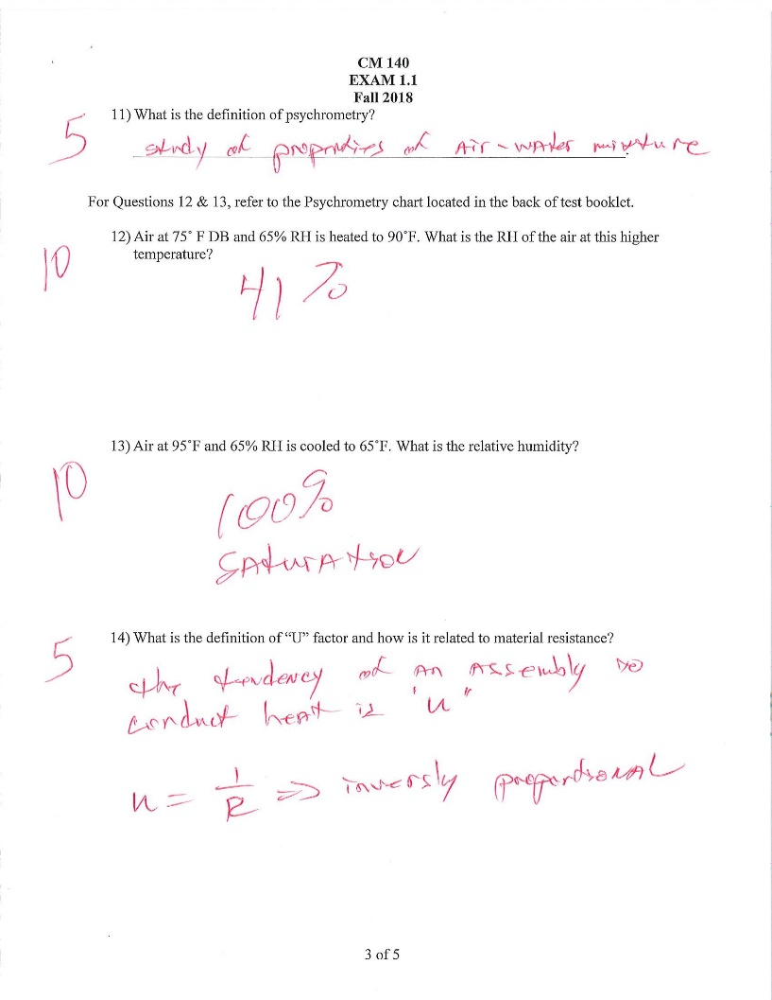 CM 140
EXAM 1.1
Fall 2018
11) What is the definition of psychrometry?
5
study of properties of Air-water mixture
For Questions 12 & 13, refer to the Psychrometry chart located in the back of test booklet.
12) Air at 75° F DB and 65% RH is heated to 90°F. What is the RH of the air at this higher
temperature?
10
41%
13) Air at 95°F and 65% RH is cooled to 65°F. What is the relative humidity?
10
100%
SAturAtion
14) What is the definition of “U” factor and how is it related to material resistance?
5
the tendency of An Assembly to
conduct heat is "u"
u = 1/R => inversly proportionAL
3 of 5